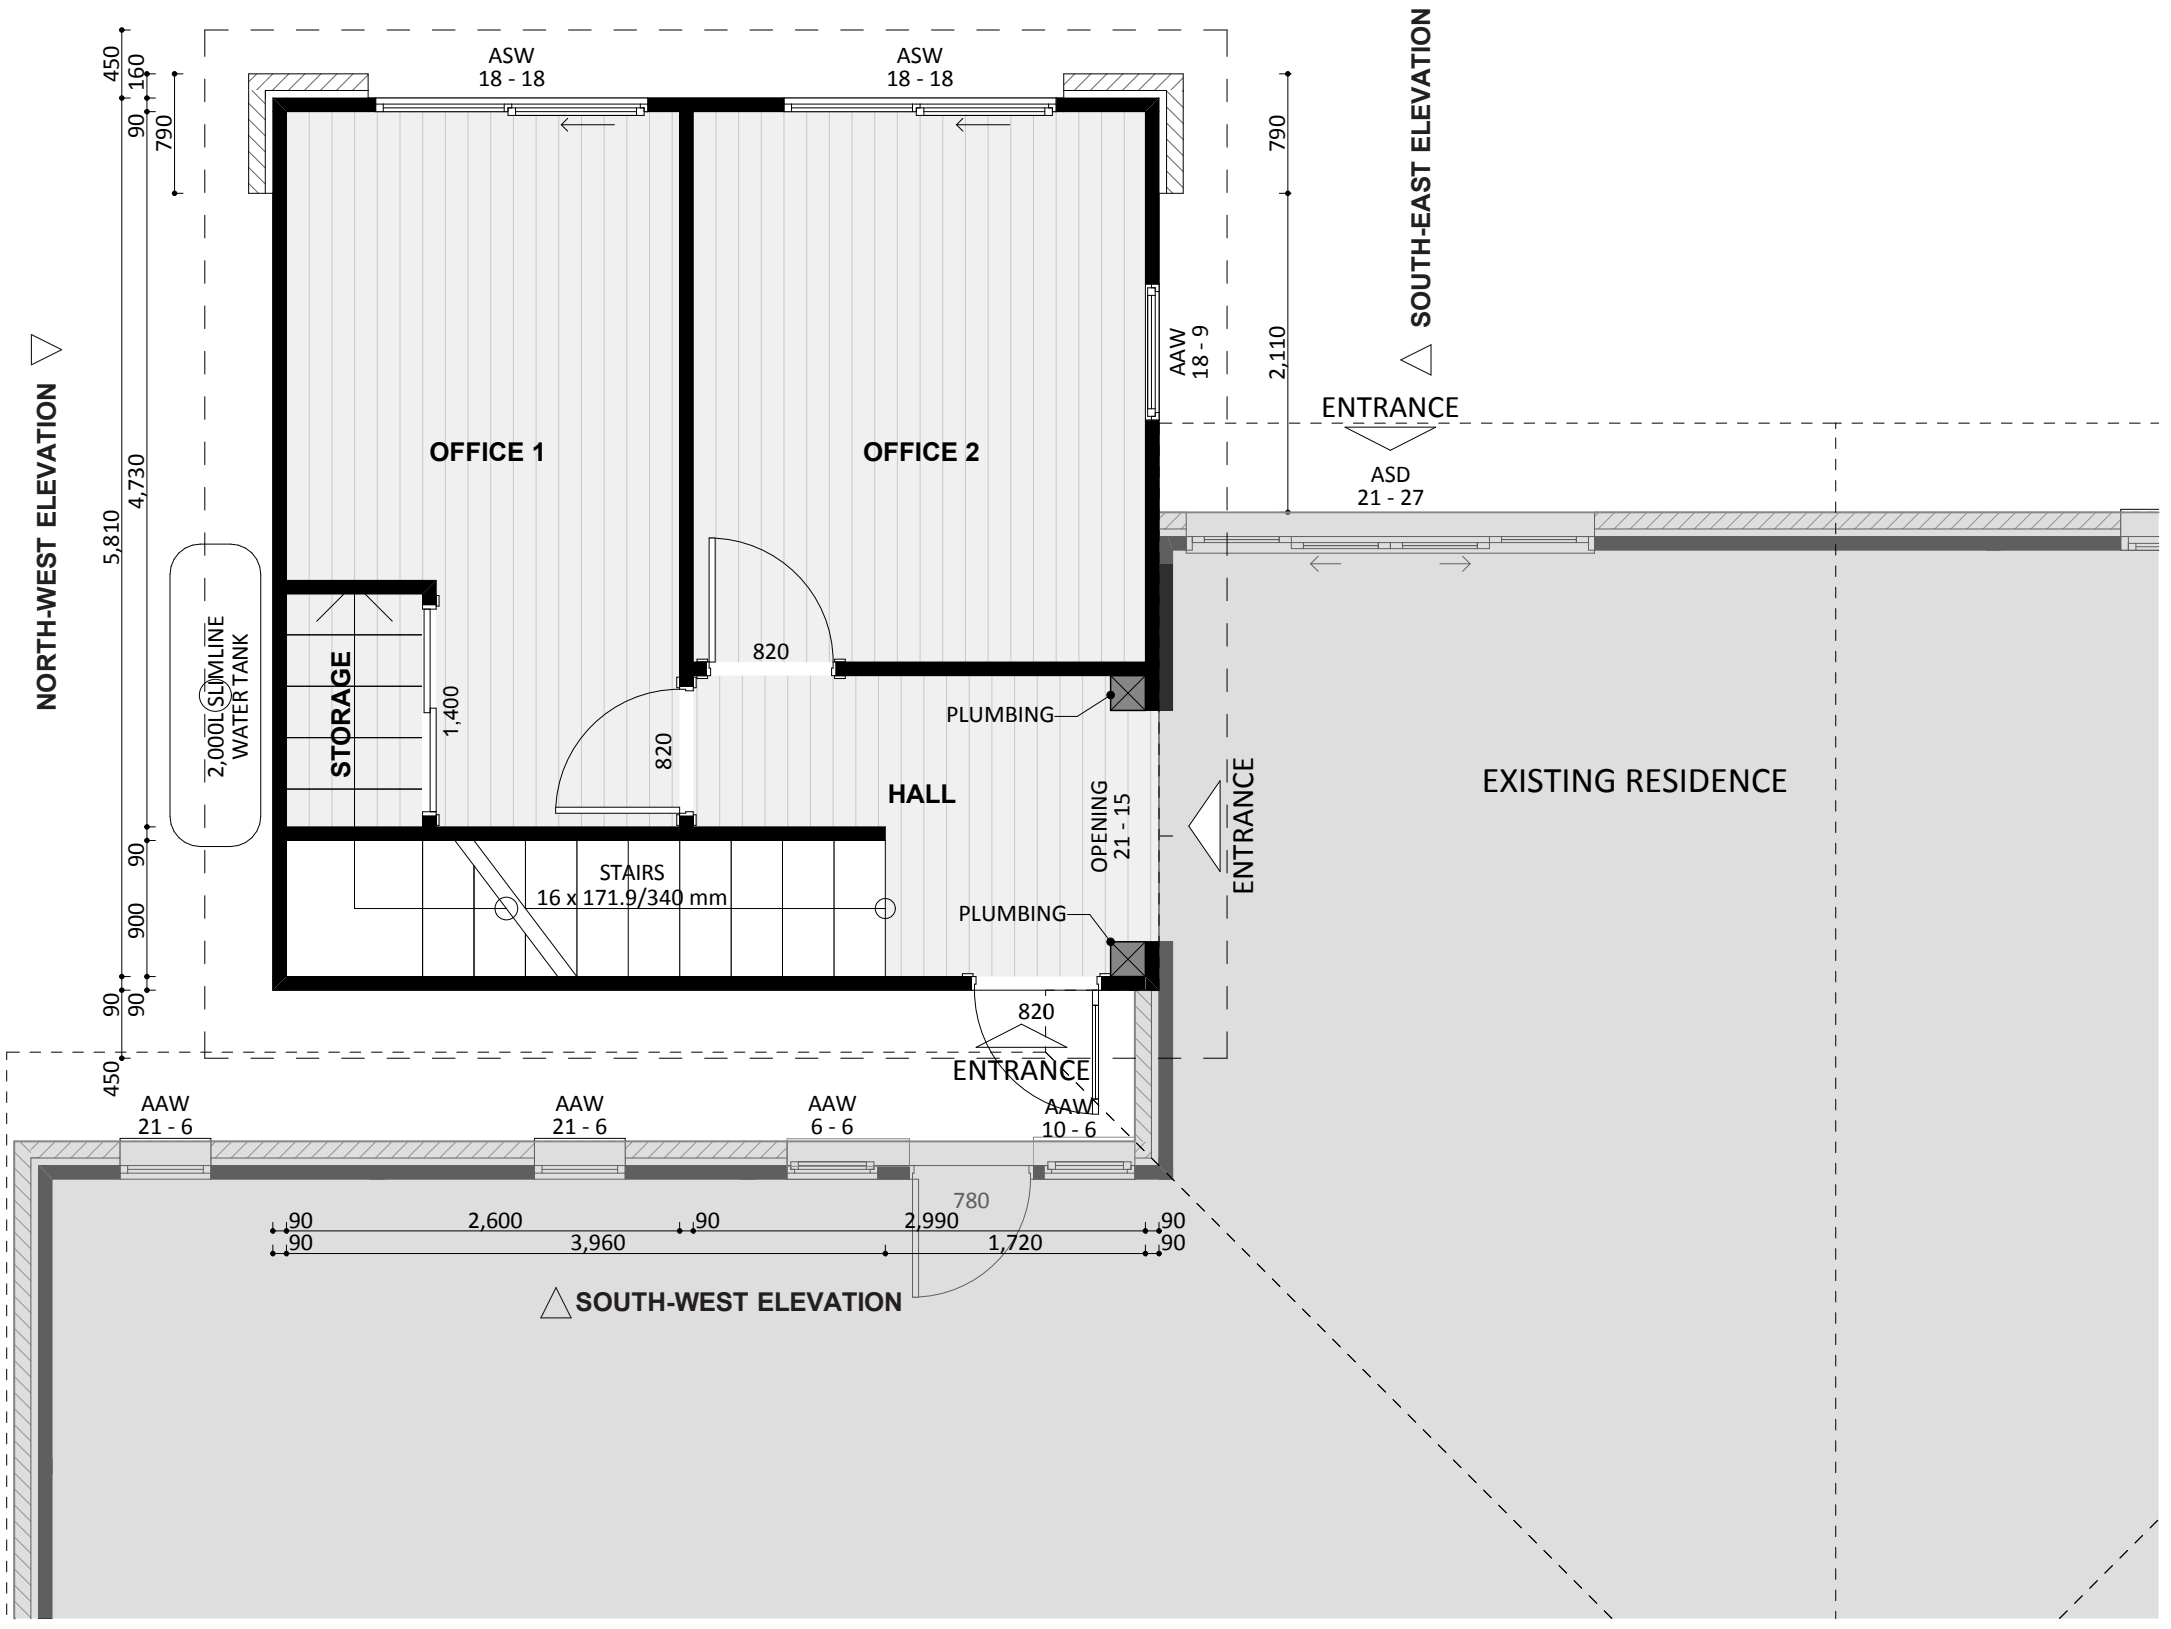 450
160
90
790
ASW
18 - 18
ASW
18 - 18
790
SOUTH-EAST ELEVATION
NORTH-WEST ELEVATION
5,810
4,730
2,110
AAW
18 - 9
ENTRANCE
ASD
21 - 27
OFFICE 1
OFFICE 2
2,000L SLIMLINE
WATER TANK
STORAGE
1,400
820
820
PLUMBING
HALL
OPENING
21 - 15
ENTRANCE
EXISTING RESIDENCE
90
900
STAIRS
16 x 171.9/340 mm
PLUMBING
90
90
450
820
ENTRANCE
AAW
21 - 6
AAW
21 - 6
AAW
6 - 6
AAW
10 - 6
780
90
2,600
90
2,990
90
90
3,960
1,720
90
SOUTH-WEST ELEVATION